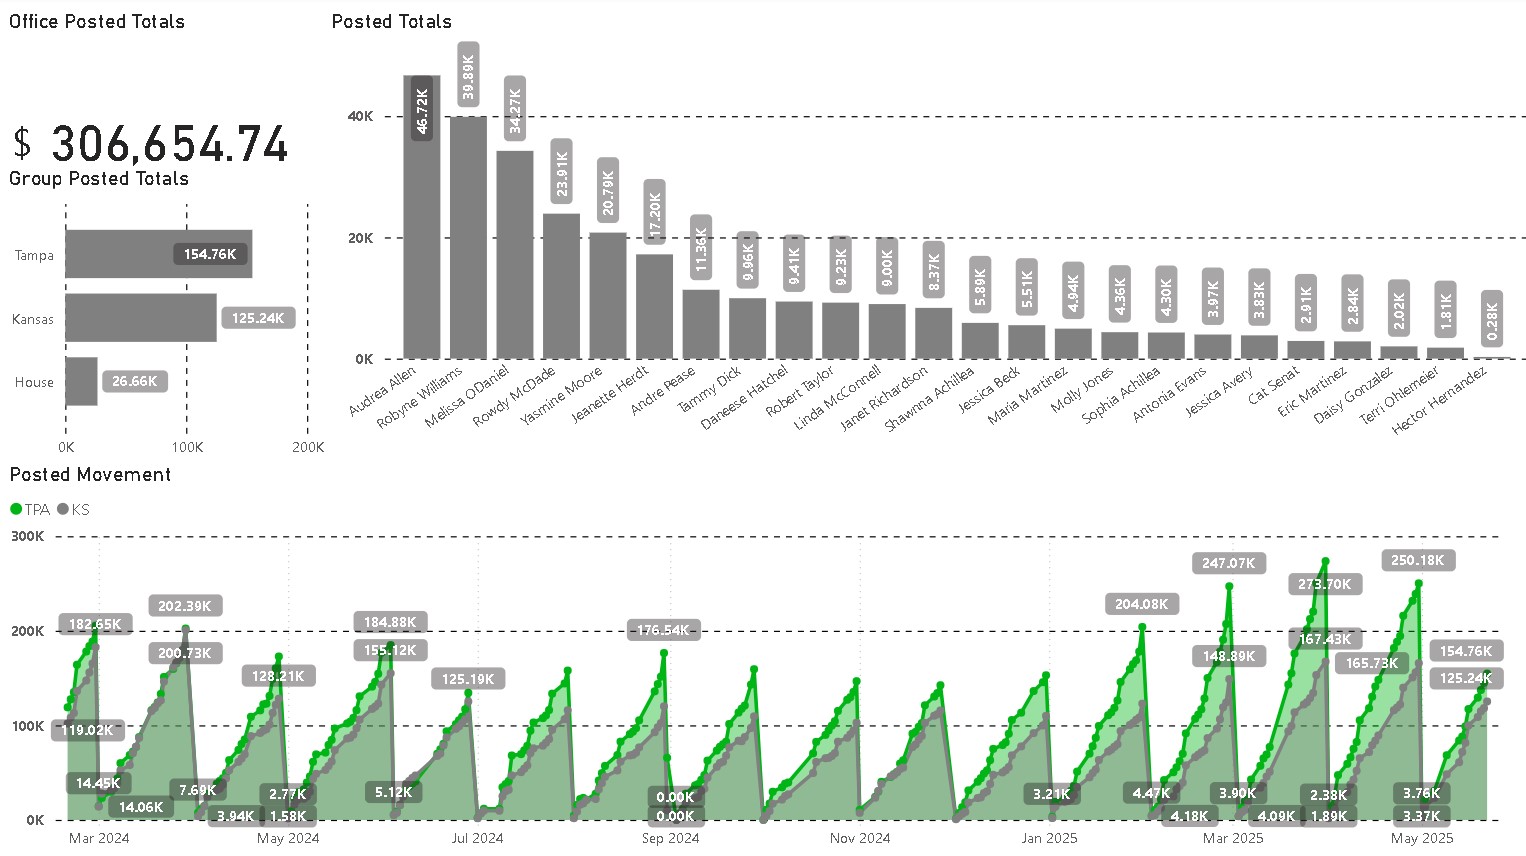 Office Posted Totals
$ 306,654.74
Group Posted Totals
Tampa
154.76K
Kansas
125.24K
House
26.66K
0K 100K 200K
Posted Totals
40K
20K
0K
46.72K
39.89K
34.27K
23.91K
20.79K
17.20K
11.36K
9.96K
9.41K
9.23K
9.00K
8.37K
5.89K
5.51K
4.94K
4.36K
4.30K
3.97K
3.83K
2.91K
2.84K
2.02K
1.81K
0.28K
Audrea Allen
Robyne Williams
Melissa ODaniel
Rowdy McDade
Yasmine Moore
Jeanette Herdt
Andre Pease
Tammy Dick
Daneese Hatchel
Robert Taylor
Linda McConnell
Janet Richardson
Shawnna Achillea
Jessica Beck
Maria Martinez
Molly Jones
Sophia Achillea
Antonia Evans
Jessica Avery
Cat Senat
Eric Martinez
Daisy Gonzalez
Terri Ohlemeier
Hector Hernandez
Posted Movement
TPA KS
300K
200K
100K
0K
182.65K
119.02K
14.45K
14.06K
202.39K
200.73K
7.69K
3.94K
128.21K
2.77K
1.58K
184.88K
155.12K
5.12K
125.19K
176.54K
0.00K
0.00K
3.21K
204.08K
4.47K
4.18K
247.07K
148.89K
3.90K
4.09K
273.70K
167.43K
2.38K
1.89K
250.18K
165.73K
3.76K
3.37K
154.76K
125.24K
Mar 2024 May 2024 Jul 2024 Sep 2024 Nov 2024 Jan 2025 Mar 2025 May 2025